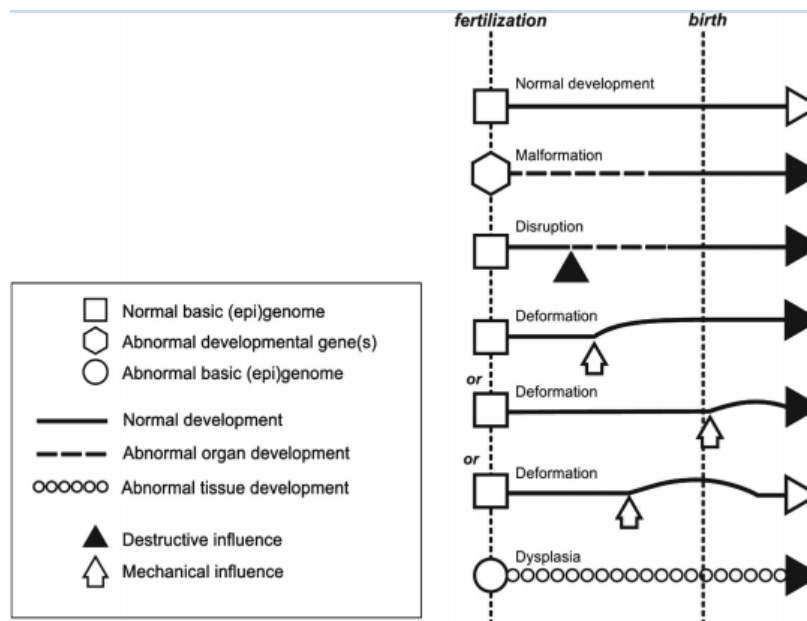 fertilization birth
Normal development
Malformation
Disruption
Deformation
or
Deformation
or
Deformation
Dysplasia
Normal basic (epi)genome
Abnormal developmental gene(s)
Abnormal basic (epi)genome
Normal development
Abnormal organ development
Abnormal tissue development
Destructive influence
Mechanical influence